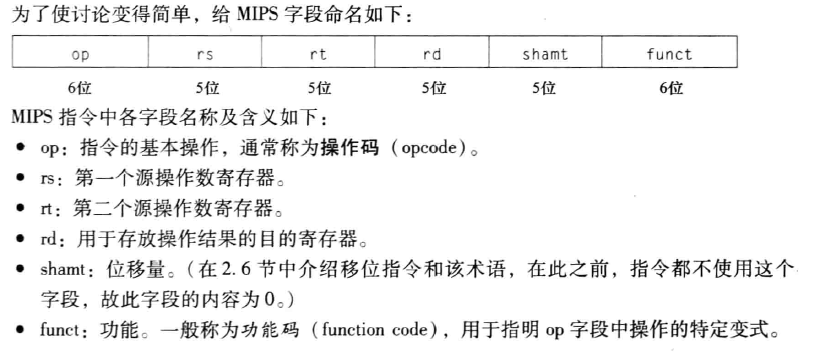 为了使讨论变得简单，给 MIPS 字段命名如下：
op rs rt rd shamt funct
6位 5位 5位 5位 5位 6位
MIPS 指令中各字段名称及含义如下：
● op：指令的基本操作，通常称为操作码（opcode）。
● rs：第一个源操作数寄存器。
● rt：第二个源操作数寄存器。
● rd：用于存放操作结果的目的寄存器。
● shamt：位移量。（在 2.6 节中介绍移位指令和该术语，在此之前，指令都不使用这个
字段，故此字段的内容为 0。）
● funct：功能。一般称为功能码（function code），用于指明 op 字段中操作的特定变式。